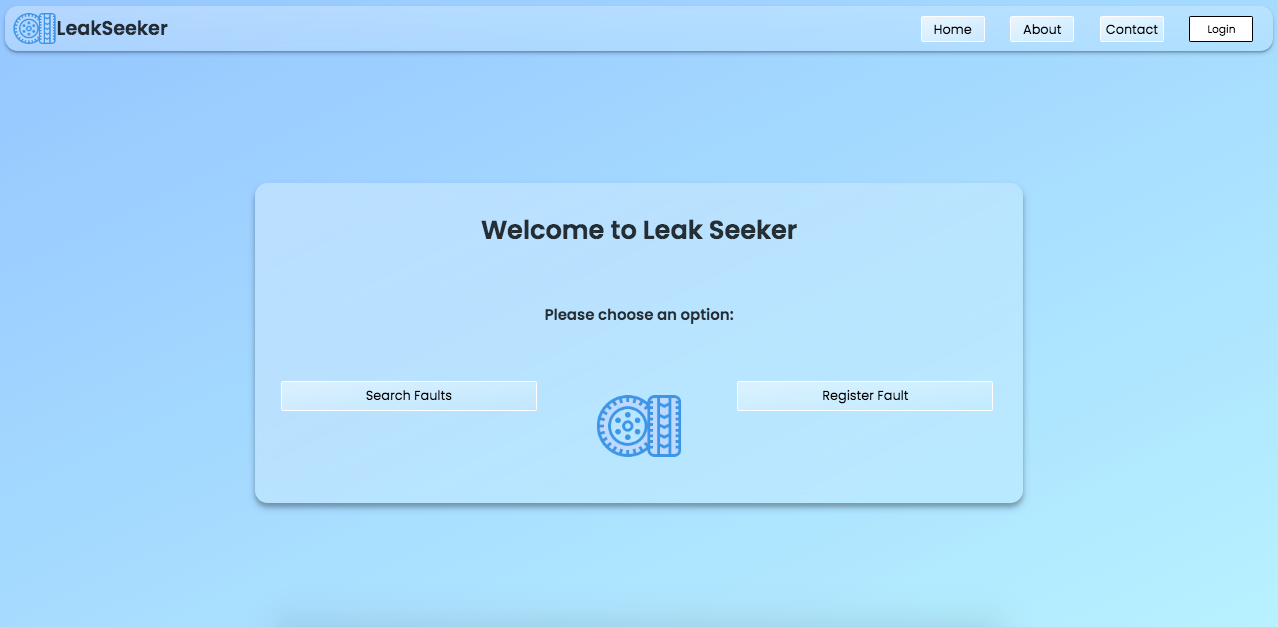 LeakSeeker
Home
About
Contact
Login
Welcome to Leak Seeker
Please choose an option:
Search Faults
Register Fault